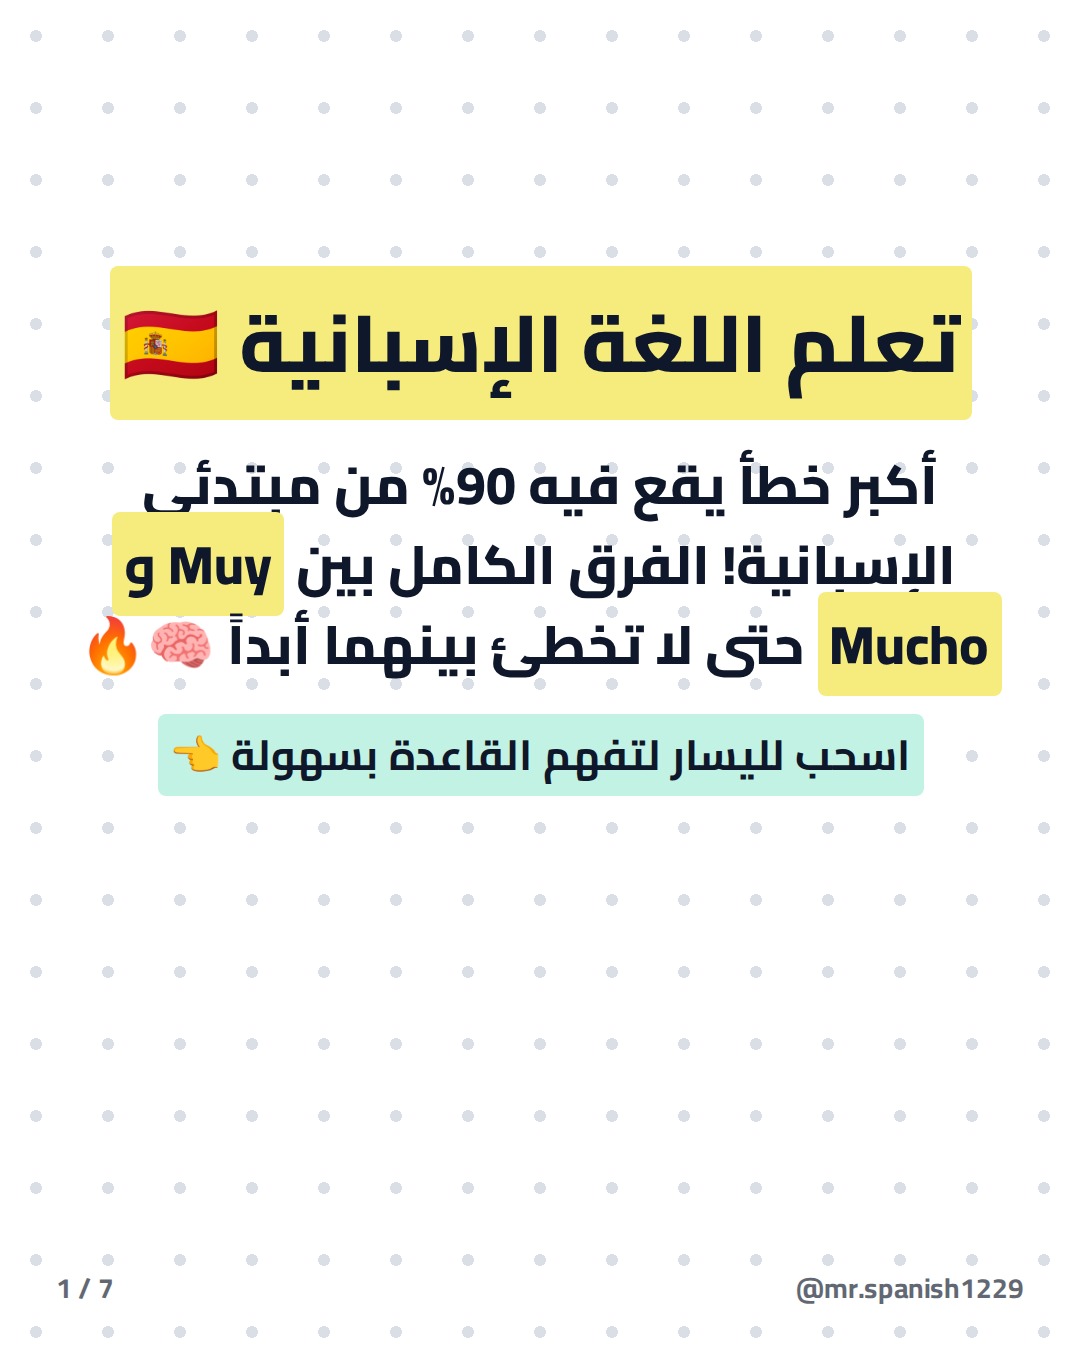 تعلم اللغة الإسبانية 🇪🇸
أكبر خطأ يقع فيه 90% من مبتدئي
الإسبانية! الفرق الكامل بين Muy و
Mucho حتى لا تخطئ بينهما أبداً 🧠🔥
اسحب لليسار لتفهم القاعدة بسهولة 👈
1 / 7
@mr.spanish1229